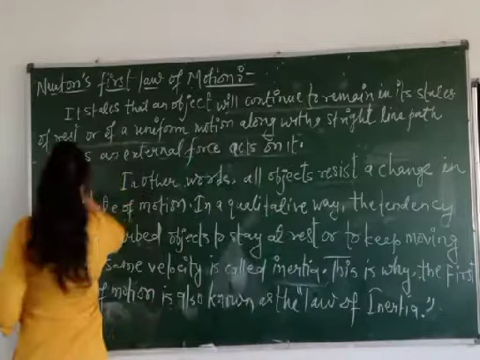 Newton's first law of Motion:-
It states that an object will continue to remain in its states
of rest or of a uniform motion along with a straight line path
s an external force acts on it.
In other words, all objects resist a change in
of motion. In a qualitative way, the tendency
objects to stay at rest or to keep moving
same velocity is called inertia. This is why, the First
of motion is also known as the "law of Inertia".